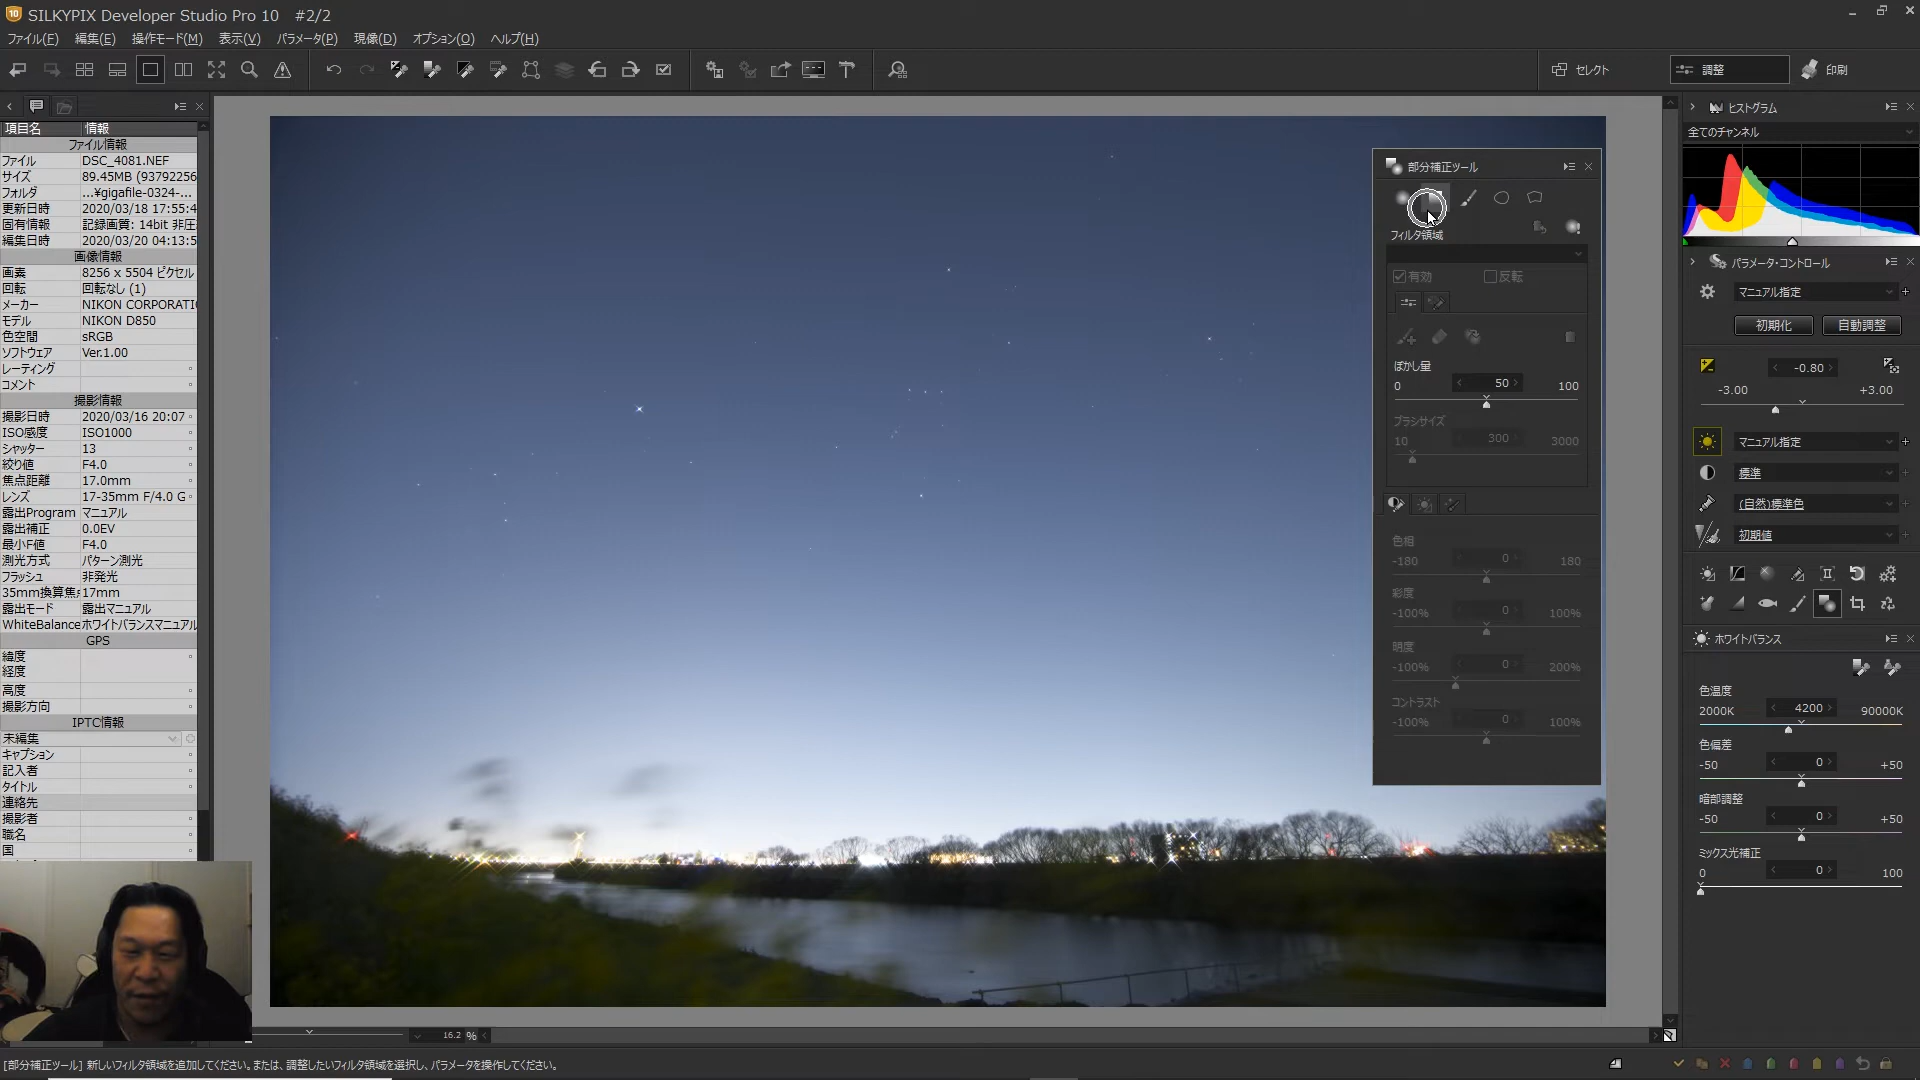 SILKYPIX Developer Studio Pro 10 #2/2
ファイル(F) 編集(E) 操作モード(M) 表示(V) パラメータ(P) 現像(D) オプション(O) ヘルプ(H)
セレクト 調整 印刷
項目名 情報
ファイル情報
ファイル DSC_4081.NEF
サイズ 89.45MB (93792256
フォルダ ...¥gigafile-0324-...
更新日時 2020/03/18 17:55:4
固有情報 記録画質: 14bit 非圧
編集日時 2020/03/20 04:13:5
画像情報
画素 8256 x 5504 ピクセル
回転 回転なし (1)
メーカー NIKON CORPORATI
モデル NIKON D850
色空間 sRGB
ソフトウェア Ver.1.00
レーティング
コメント
撮影情報
撮影日時 2020/03/16 20:07
ISO感度 ISO1000
シャッター 13
絞り値 F4.0
焦点距離 17.0mm
レンズ 17-35mm F/4.0 G
露出Program マニュアル
露出補正 0.0EV
最小F値 F4.0
測光方式 パターン測光
フラッシュ 非発光
35mm換算焦 17mm
露出モード 露出マニュアル
WhiteBalance ホワイトバランスマニュアル
GPS
緯度
経度
高度
撮影方向
IPTC情報
未編集
キャプション
記入者
タイトル
連絡先
撮影者
職名
国
部分補正ツール
フィルタ領域
有効 反転
ぼかし量
0 50 100
ブラシサイズ
10 300 3000
色相
-180 0 180
彩度
-100% 0 100%
明度
-100% 0 200%
コントラスト
-100% 0 100%
ヒストグラム
全てのチャンネル
パラメータ・コントロール
マニュアル指定
初期化 自動調整
-0.80
-3.00 +3.00
マニュアル指定
標準
(自然)標準色
初期値
ホワイトバランス
色温度
2000K 4200 90000K
色偏差
-50 0 +50
暗部調整
-50 0 +50
ミックス光補正
0 0 100
16.2 %
[部分補正ツール] 新しいフィルタ領域を追加してください。または、調整したいフィルタ領域を選択し、パラメータを操作してください。